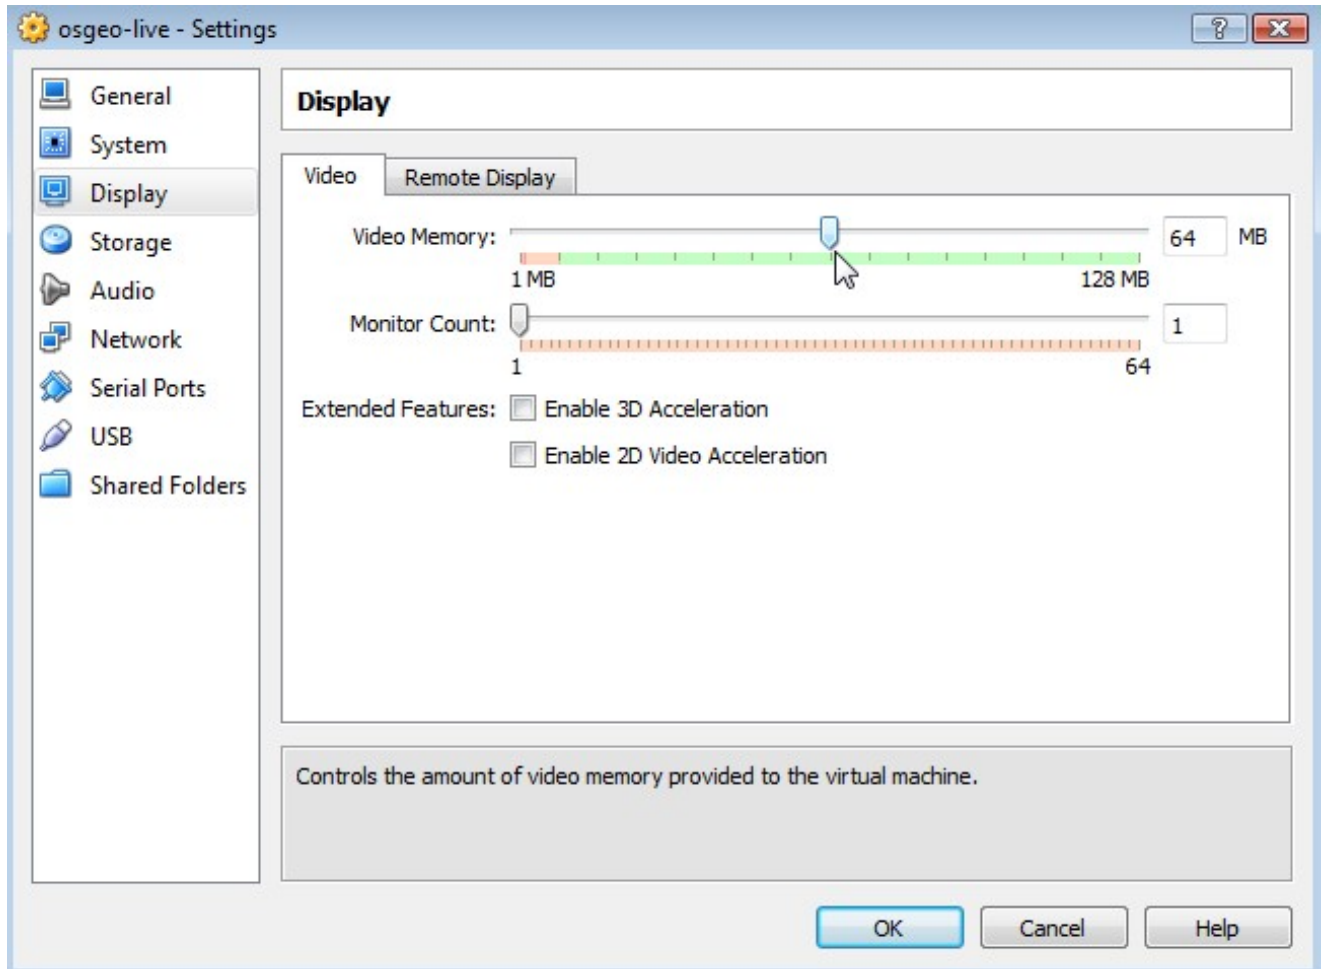 osgeo-live - Settings
?
General
System
Display
Storage
Audio
Network
Serial Ports
USB
Shared Folders
Display
Video
Remote Display
Video Memory: 64 MB
1 MB 128 MB
Monitor Count: 1
1 64
Extended Features: Enable 3D Acceleration
Enable 2D Video Acceleration
Controls the amount of video memory provided to the virtual machine.
OK Cancel Help